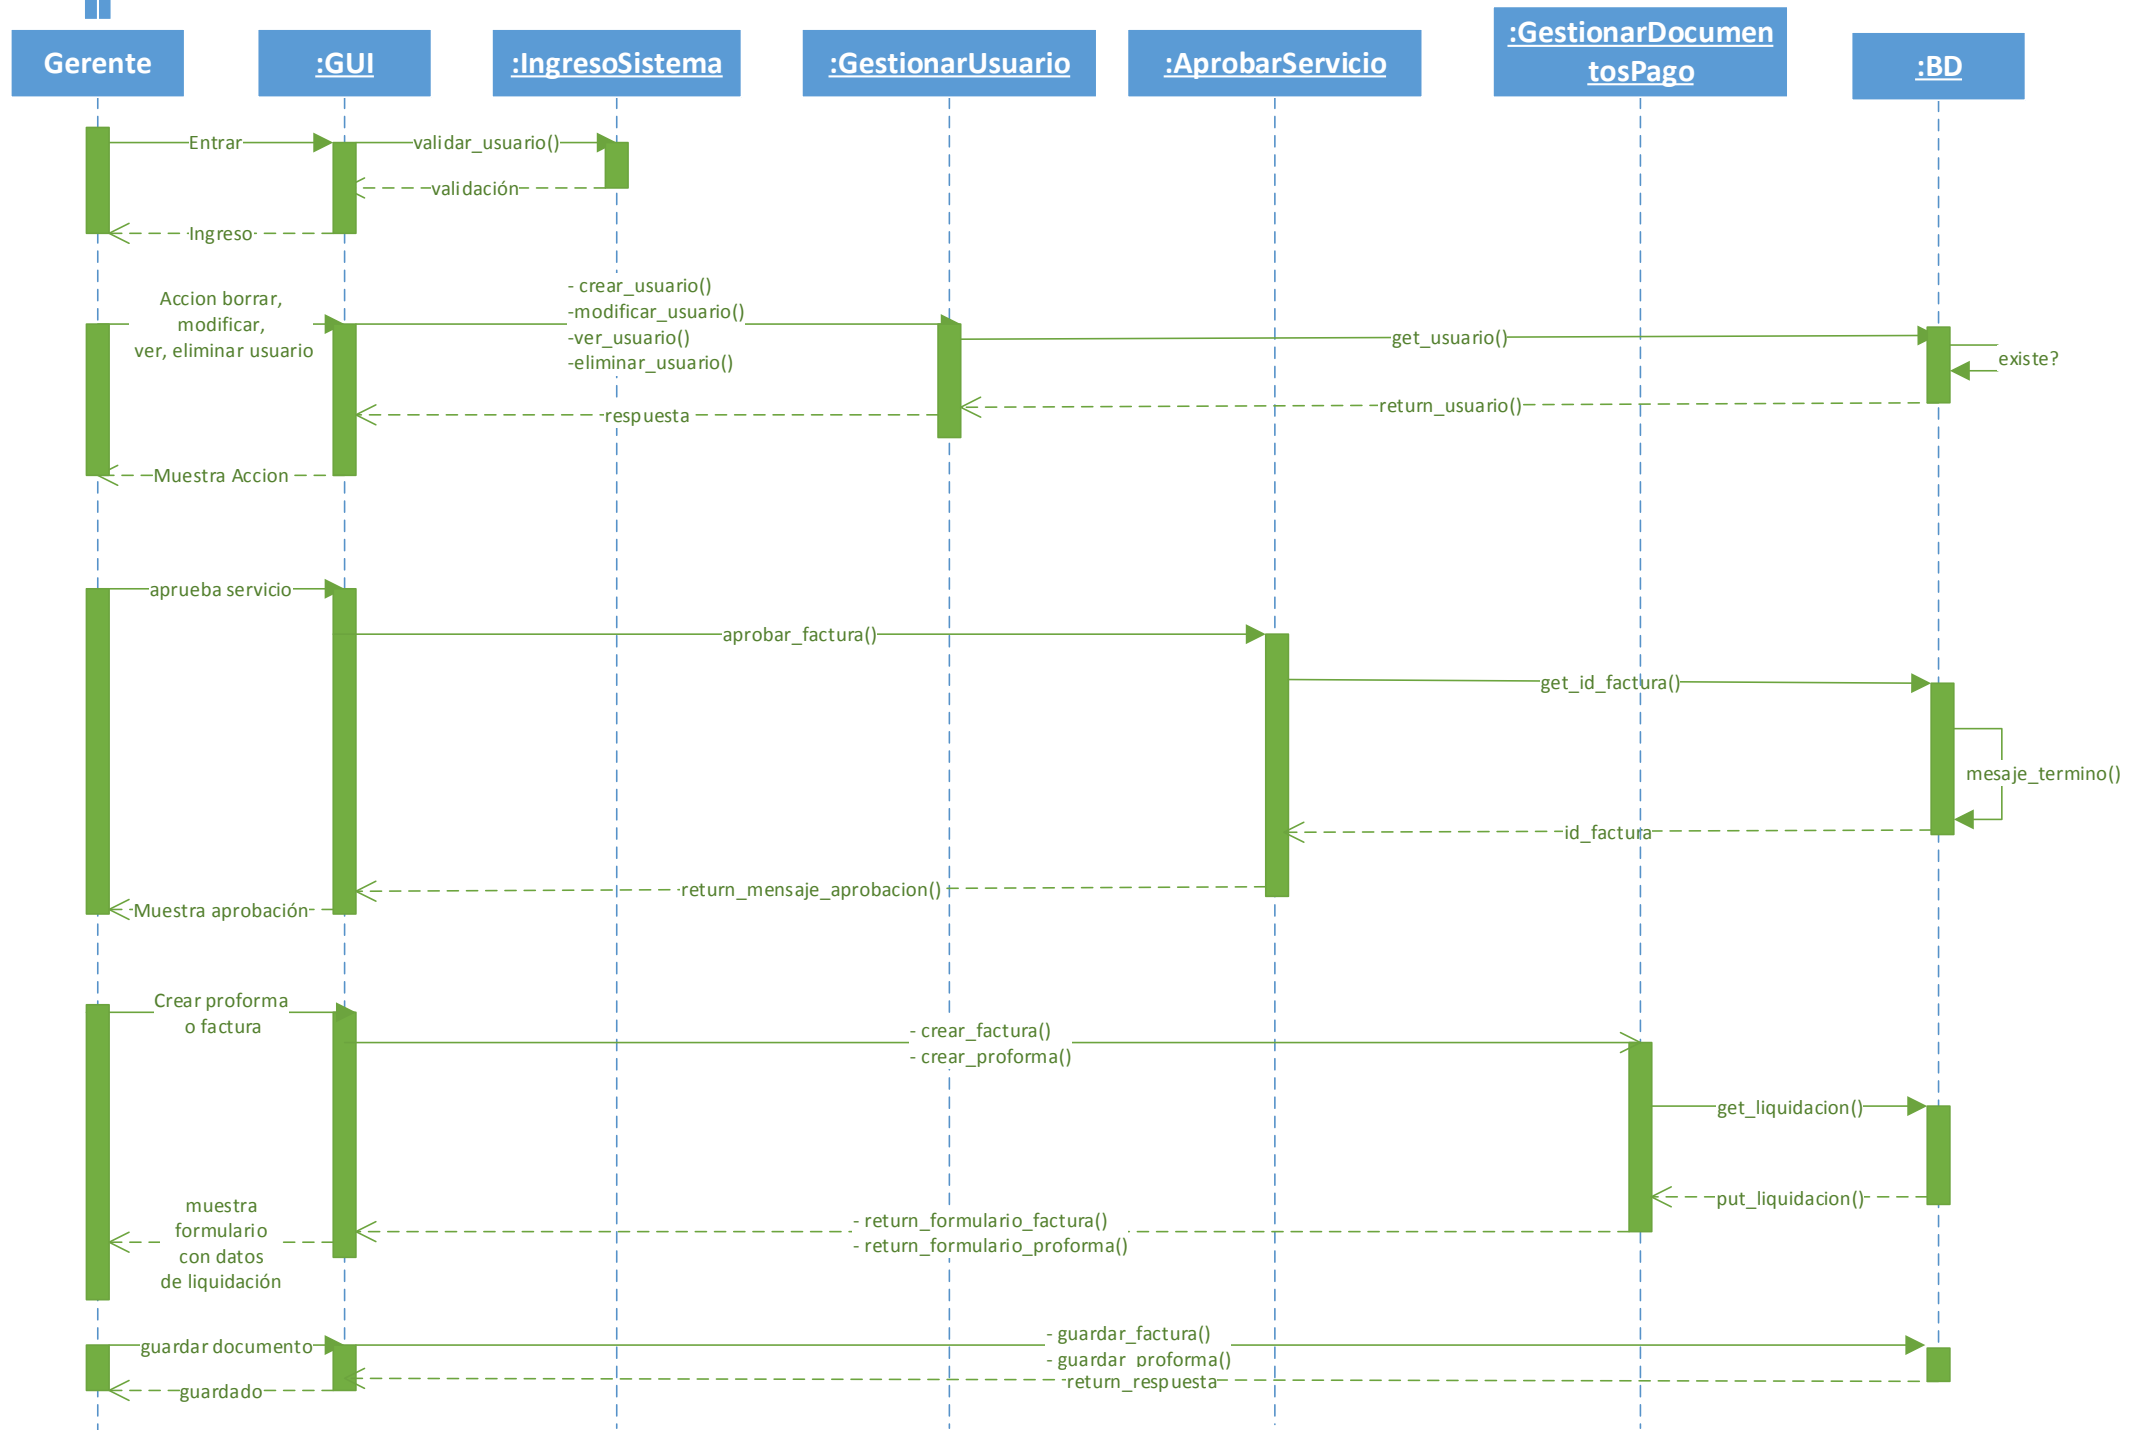 Gerente
:GUI
:IngresoSistema
:GestionarUsuario
:AprobarServicio
:GestionarDocumen
tosPago
:BD
Entrar
validar_usuario()
validación
Ingreso
Accion borrar,
modificar,
ver, eliminar usuario
- crear_usuario()
-modificar_usuario()
-ver_usuario()
-eliminar_usuario()
get_usuario()
existe?
return_usuario()
respuesta
Muestra Accion
aprueba servicio
aprobar_factura()
get_id_factura()
mesaje_termino()
id_factura
return_mensaje_aprobacion()
Muestra aprobación
Crear proforma
o factura
- crear_factura()
- crear_proforma()
get_liquidacion()
put_liquidacion()
- return_formulario_factura()
- return_formulario_proforma()
muestra
formulario
con datos
de liquidación
guardar documento
- guardar_factura()
- guardar_proforma()
return_respuesta
guardado